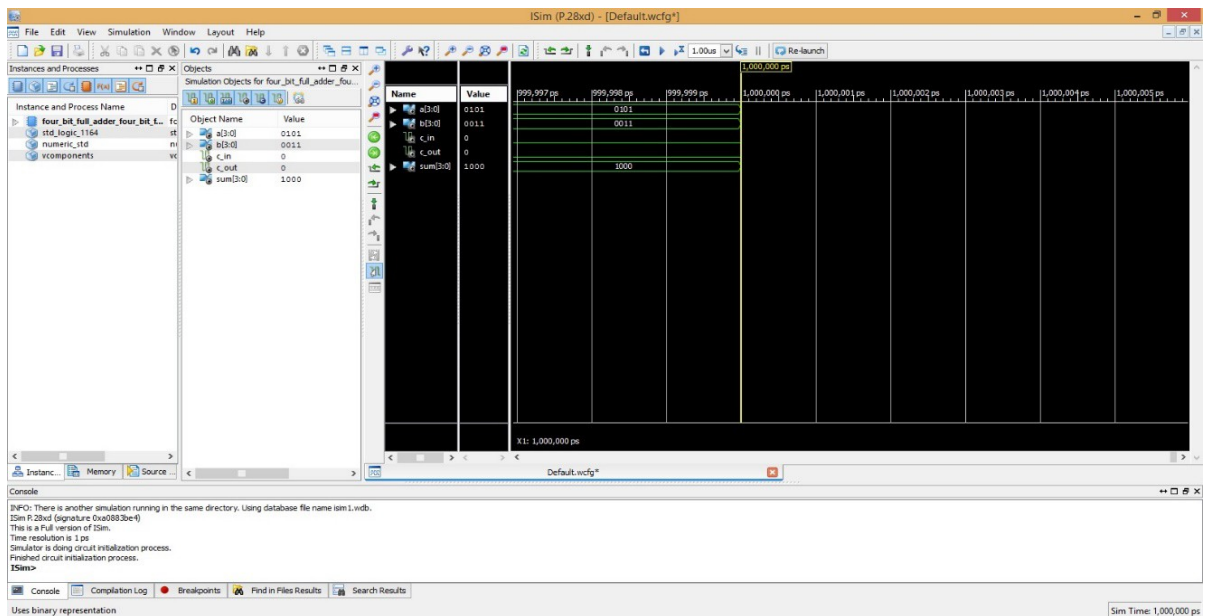 ISim (P.28xd) - [Default.wcfg*]
File Edit View Simulation Window Layout Help
1.00us Re-launch
Instances and Processes
Instance and Process Name D
four_bit_full_adder_four_bit_f... fc
std_logic_1164 st
numeric_std nu
vcomponents vc
Instanc... Memory Source ...
Objects
Simulation Objects for four_bit_full_adder_fou...
Object Name Value
a[3:0] 0101
b[3:0] 0011
c_in 0
c_out 0
sum[3:0] 1000
Name Value
a[3:0] 0101
b[3:0] 0011
c_in 0
c_out 0
sum[3:0] 1000
1,000,000 ps
999,997 ps 999,998 ps 999,999 ps 1,000,000 ps 1,000,001 ps 1,000,002 ps 1,000,003 ps 1,000,004 ps 1,000,005 ps
0101
0011
1000
X1: 1,000,000 ps
Default.wcfg*
Console
INFO: There is another simulation running in the same directory. Using database file name isim1.wdb.
ISim P.28xd (signature 0xa0883be4)
This is a Full version of ISim.
Time resolution is 1 ps
Simulator is doing circuit initialization process.
Finished circuit initialization process.
ISim>
Console Compilation Log Breakpoints Find in Files Results Search Results
Uses binary representation Sim Time: 1,000,000 ps